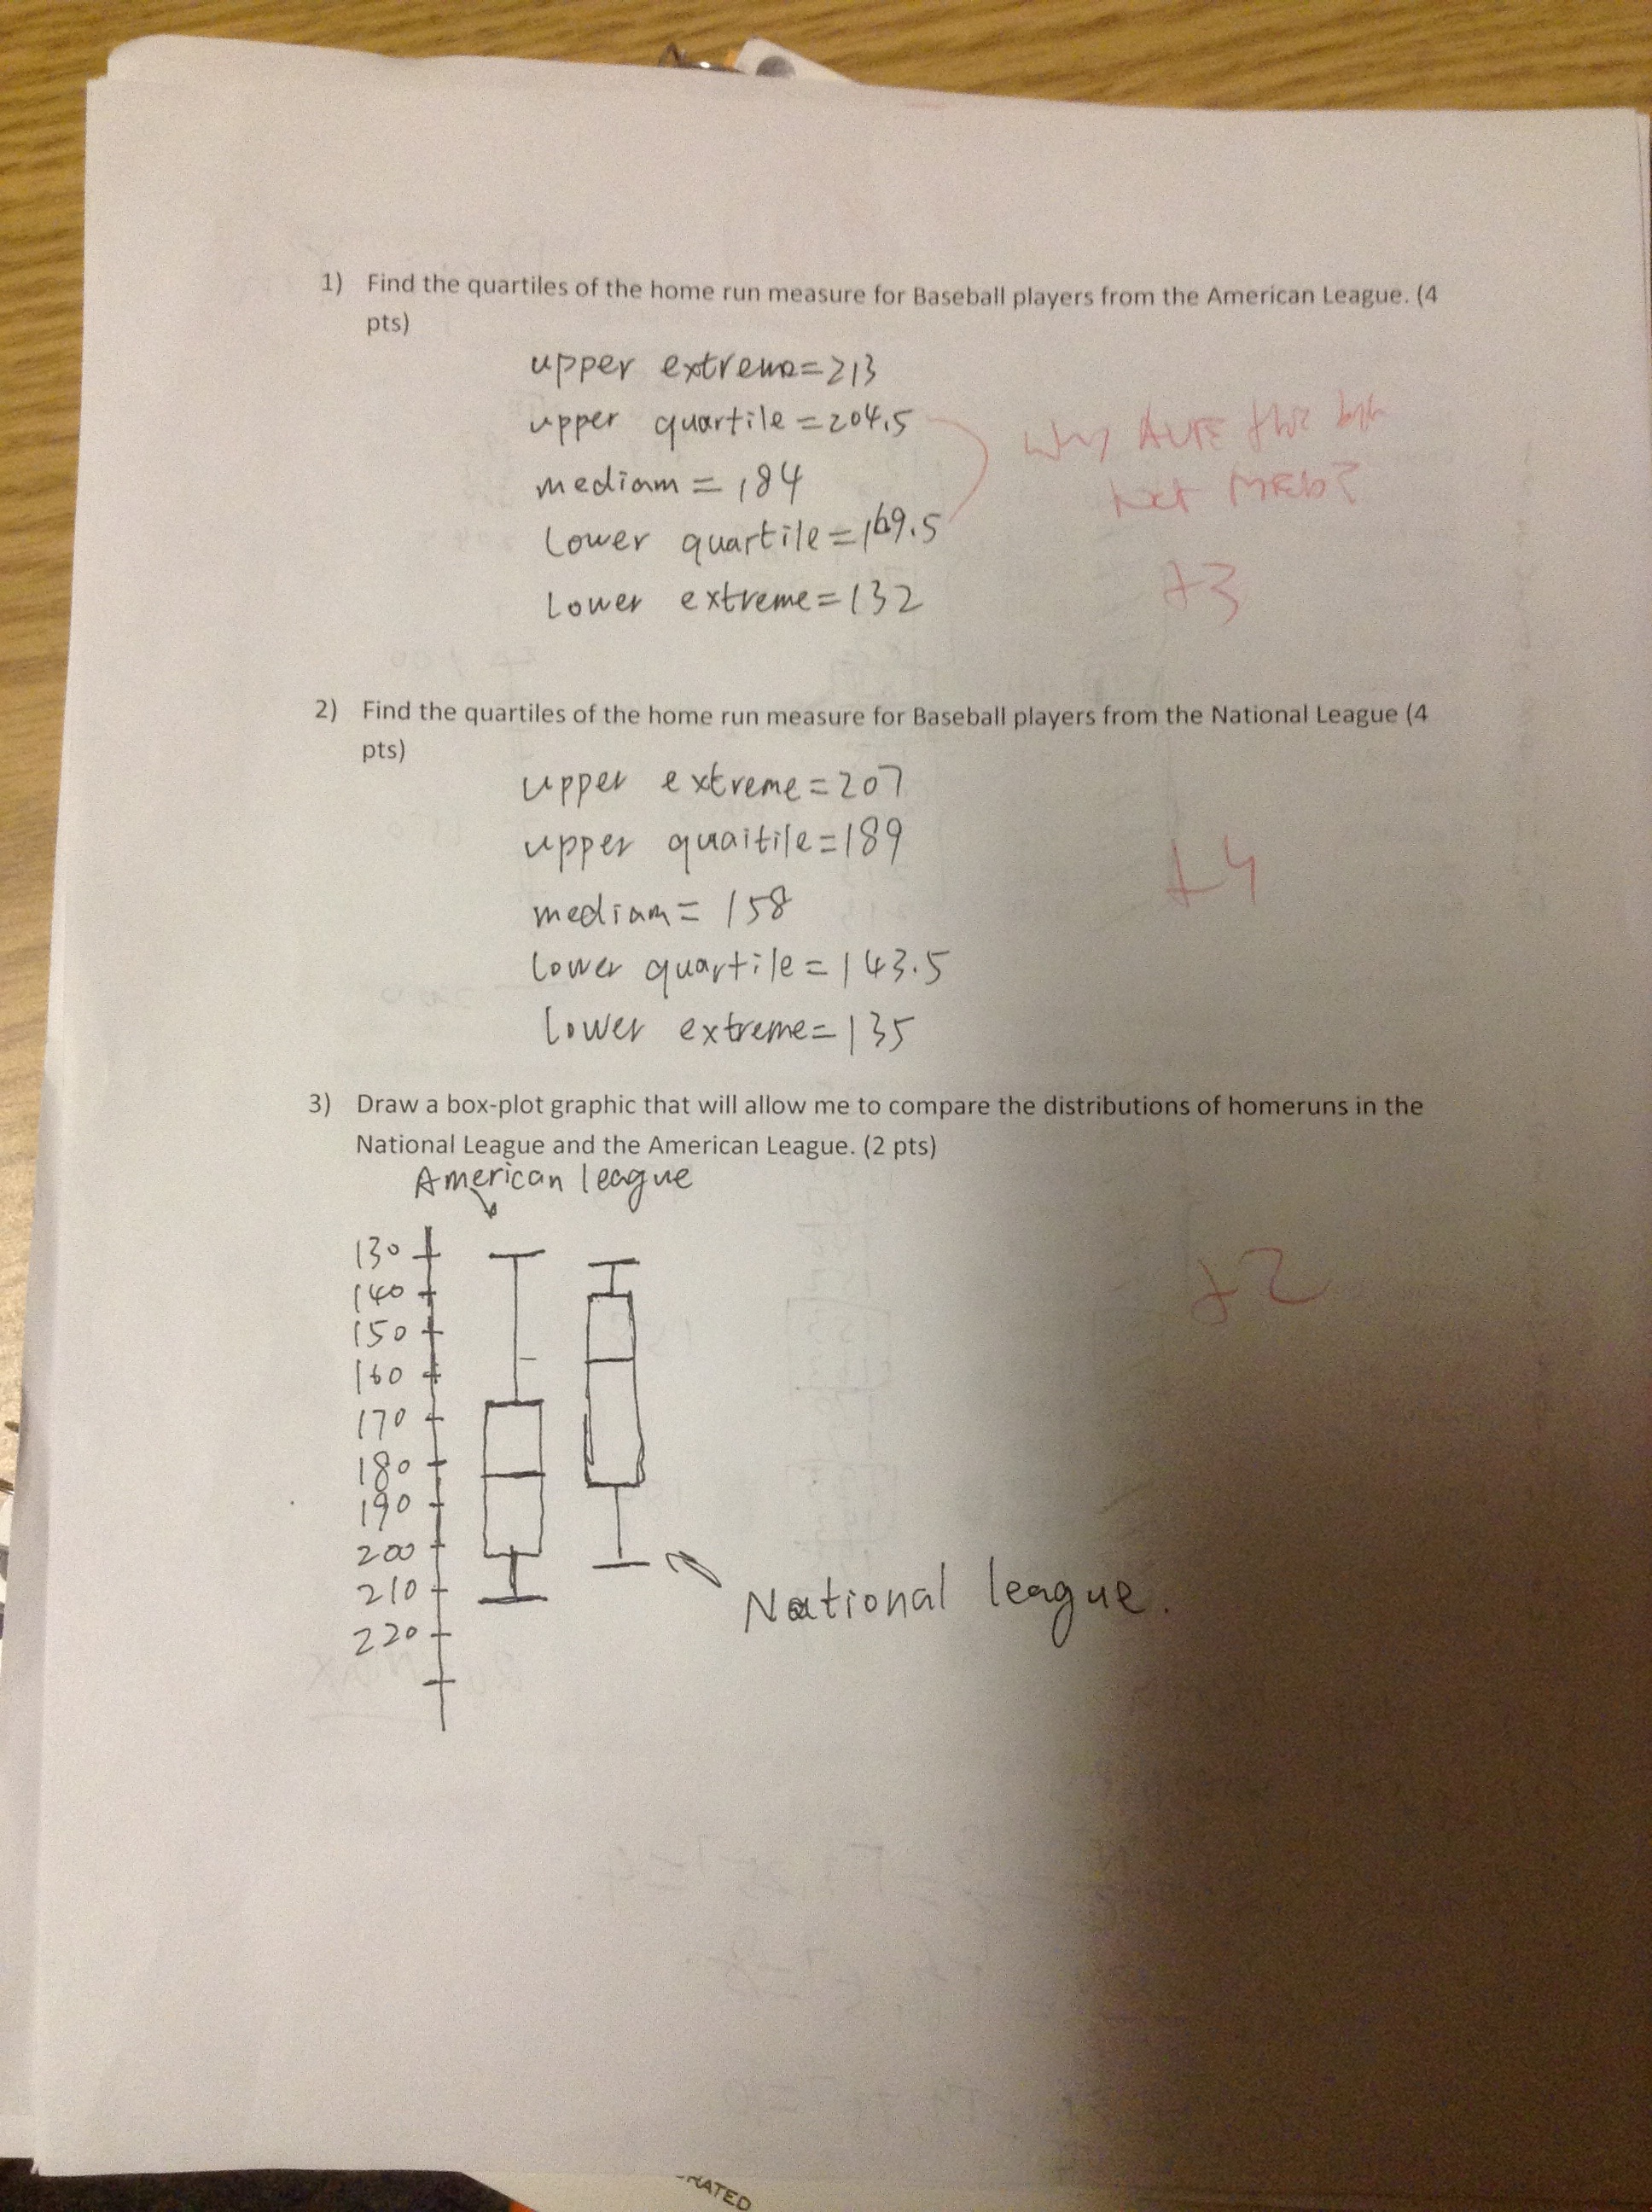 1) Find the quartiles of the home run measure for Baseball players from the American League. (4
pts)
upper extreme=213
upper quartile=204.5
mediam=184
Lower quartile=169.5
Lower extreme=132
Why
not
+3
2) Find the quartiles of the home run measure for Baseball players from the National League (4
pts)
upper extreme=207
upper quaitile=189
mediam=158
lower quartile=143.5
lower extreme=135
+4
3) Draw a box-plot graphic that will allow me to compare the distributions of homeruns in the
National League and the American League. (2 pts)
American league
130
140
150
160
170
180
190
200
210
220
+2
National league.
RATED